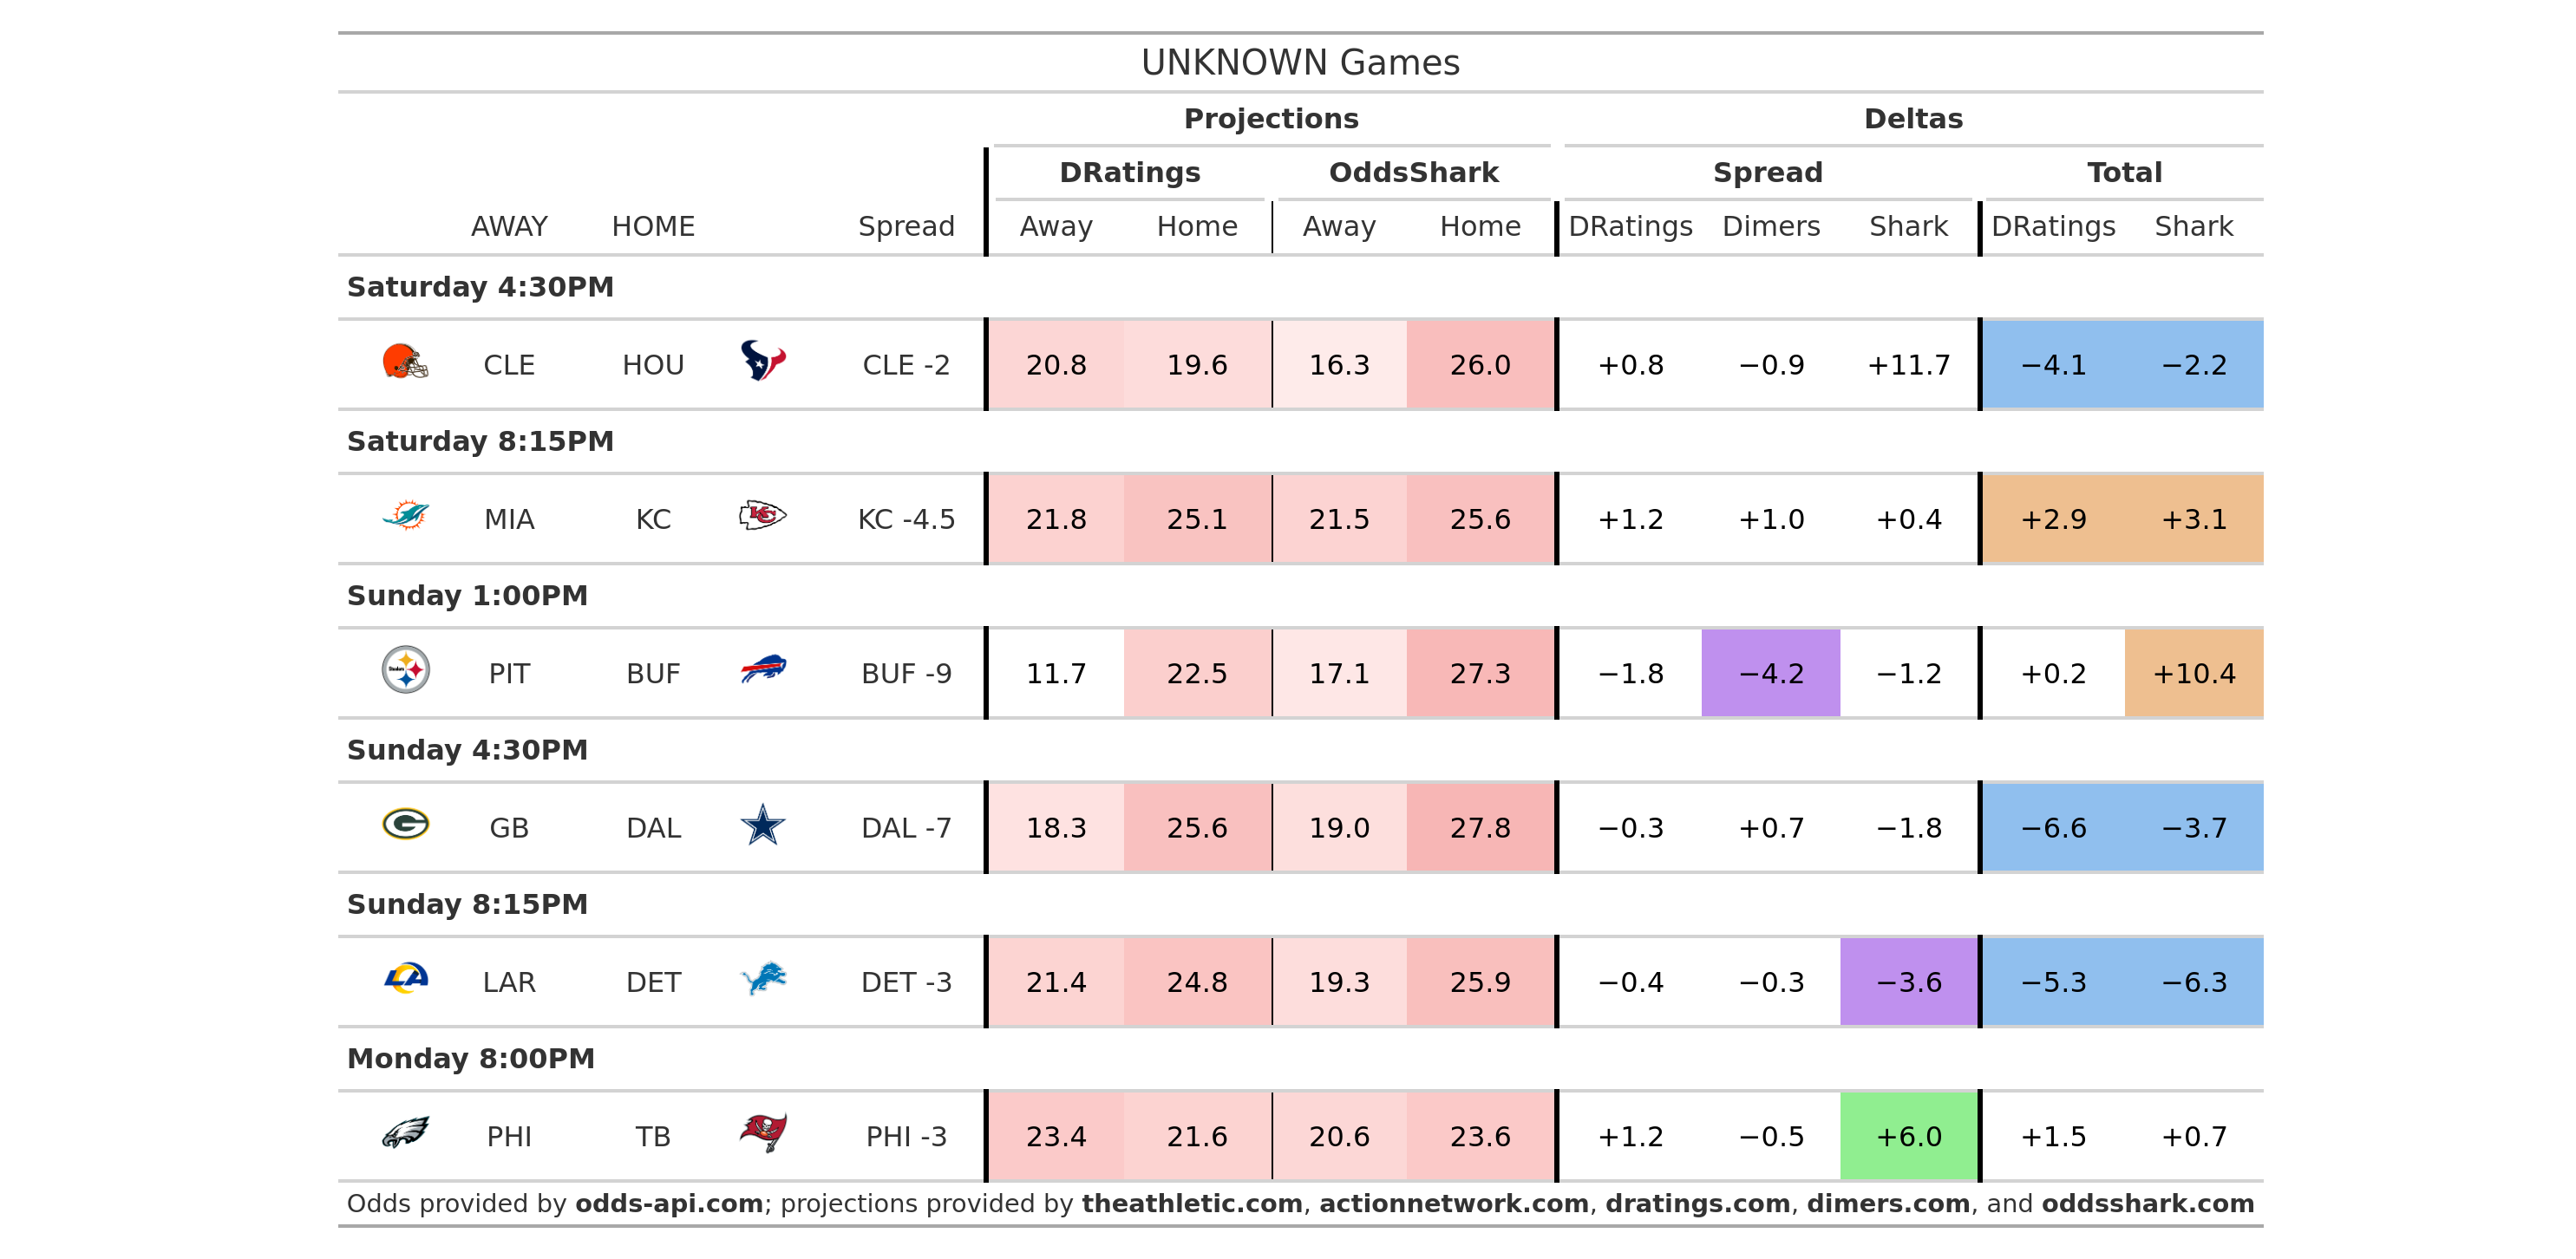 UNKNOWN Games
Projections Deltas
DRatings OddsShark Spread Total
AWAY HOME Spread Away Home Away Home DRatings Dimers Shark DRatings Shark
Saturday 4:30PM
CLE HOU CLE -2 20.8 19.6 16.3 26.0 +0.8 −0.9 +11.7 −4.1 −2.2
Saturday 8:15PM
MIA KC KC -4.5 21.8 25.1 21.5 25.6 +1.2 +1.0 +0.4 +2.9 +3.1
Sunday 1:00PM
PIT BUF BUF -9 11.7 22.5 17.1 27.3 −1.8 −4.2 −1.2 +0.2 +10.4
Sunday 4:30PM
GB DAL DAL -7 18.3 25.6 19.0 27.8 −0.3 +0.7 −1.8 −6.6 −3.7
Sunday 8:15PM
LAR DET DET -3 21.4 24.8 19.3 25.9 −0.4 −0.3 −3.6 −5.3 −6.3
Monday 8:00PM
PHI TB PHI -3 23.4 21.6 20.6 23.6 +1.2 −0.5 +6.0 +1.5 +0.7
Odds provided by odds-api.com; projections provided by theathletic.com, actionnetwork.com, dratings.com, dimers.com, and oddsshark.com